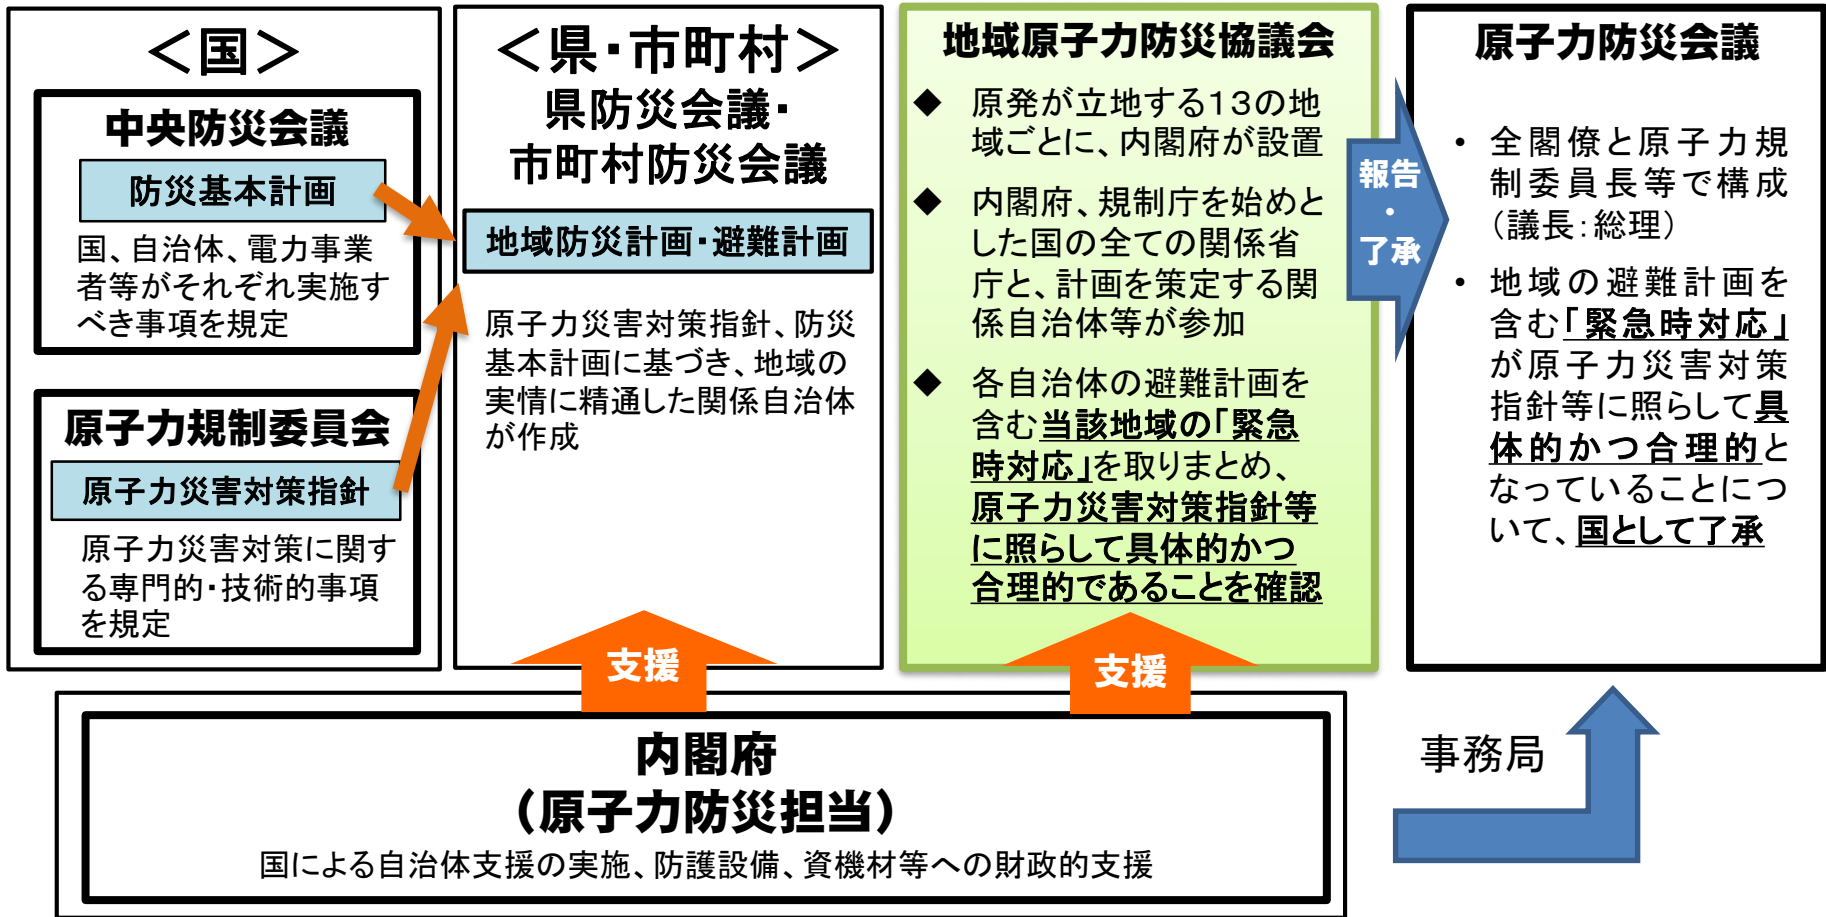 ＜国＞
中央防災会議
防災基本計画
国、自治体、電力事業
者等がそれぞれ実施す
べき事項を規定
原子力規制委員会
原子力災害対策指針
原子力災害対策に関す
る専門的・技術的事項
を規定
＜県・市町村＞
県防災会議・
市町村防災会議
地域防災計画・避難計画
原子力災害対策指針、防災
基本計画に基づき、地域の
実情に精通した関係自治体
が作成
地域原子力防災協議会
◆ 原発が立地する13の地
域ごとに、内閣府が設置
◆ 内閣府、規制庁を始めと
した国の全ての関係省
庁と、計画を策定する関
係自治体等が参加
◆ 各自治体の避難計画を
含む当該地域の「緊急
時対応」を取りまとめ、
原子力災害対策指針等
に照らして具体的かつ
合理的であることを確認
報告
・
了承
原子力防災会議
• 全閣僚と原子力規
制委員長等で構成
（議長：総理）
• 地域の避難計画を
含む「緊急時対応」
が原子力災害対策
指針等に照らして具
体的かつ合理的と
なっていることにつ
いて、国として了承
支援
支援
内閣府
（原子力防災担当）
国による自治体支援の実施、防護設備、資機材等への財政的支援
事務局